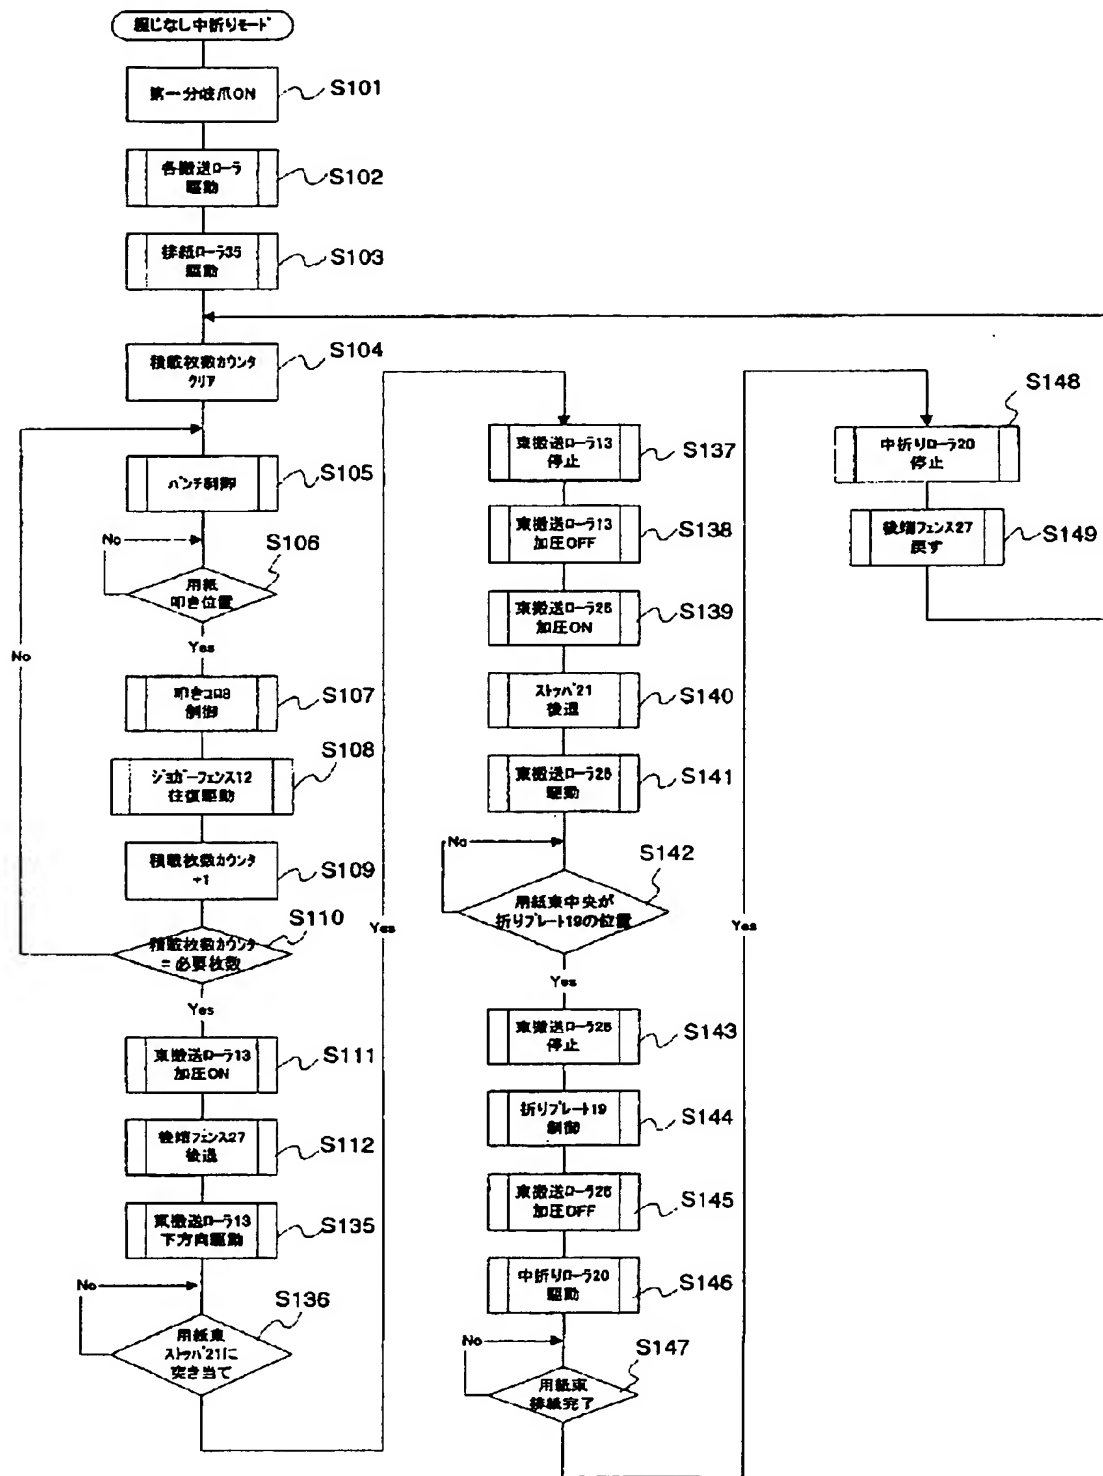 綴じなし中折りモード
第一分岐爪ON
S101
各搬送ローラ
駆動
S102
排紙ローラ35
駆動
S103
積載枚数カウンタ
クリア
S104
パンチ制御
S105
No
用紙
叩き位置
S106
Yes
No
叩きコロ8
制御
S107
ジョガーフェンス12
往復駆動
S108
積載枚数カウンタ
+1
S109
積載枚数カウンタ
=必要枚数
S110
Yes
束搬送ローラ13
加圧ON
S111
後端フェンス27
後退
S112
束搬送ローラ13
下方向駆動
S135
No
用紙束
ストッパ21に
突き当て
S136
Yes
束搬送ローラ13
停止
S137
束搬送ローラ13
加圧OFF
S138
束搬送ローラ26
加圧ON
S139
ストッパ21
後退
S140
束搬送ローラ26
駆動
S141
No
用紙束中央が
折りプレート19の位置
S142
Yes
束搬送ローラ26
停止
S143
折りプレート19
制御
S144
束搬送ローラ26
加圧OFF
S145
中折りローラ20
駆動
S146
No
用紙束
排紙完了
S147
Yes
中折りローラ20
停止
S148
後端フェンス27
戻す
S149